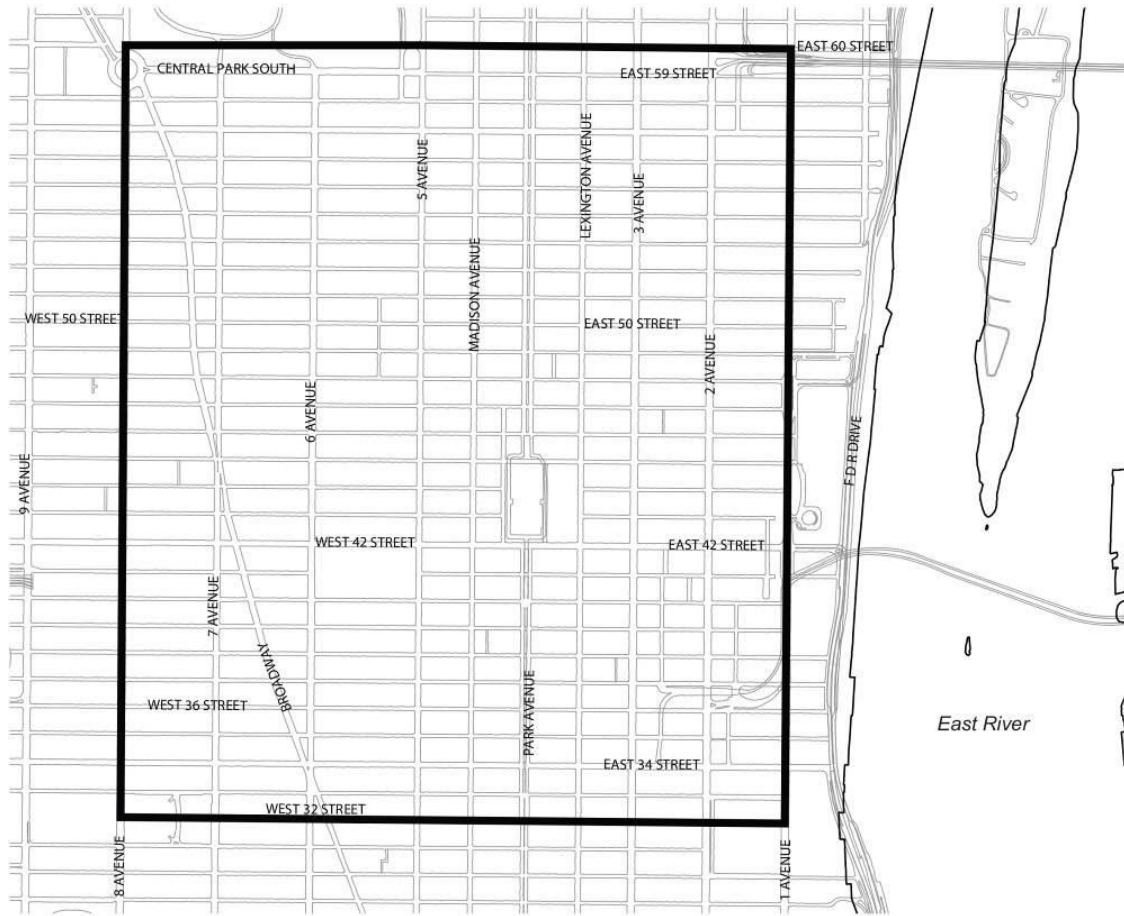 EAST 60 STREET
CENTRAL PARK SOUTH
EAST 59 STREET
5 AVENUE
LEXINGTON AVENUE
3 AVENUE
MADISON AVENUE
WEST 50 STREET
EAST 50 STREET
2 AVENUE
6 AVENUE
F D R DRIVE
9 AVENUE
WEST 42 STREET
EAST 42 STREET
7 AVENUE
BROADWAY
WEST 36 STREET
PARK AVENUE
East River
EAST 34 STREET
WEST 32 STREET
8 AVENUE
1 AVENUE